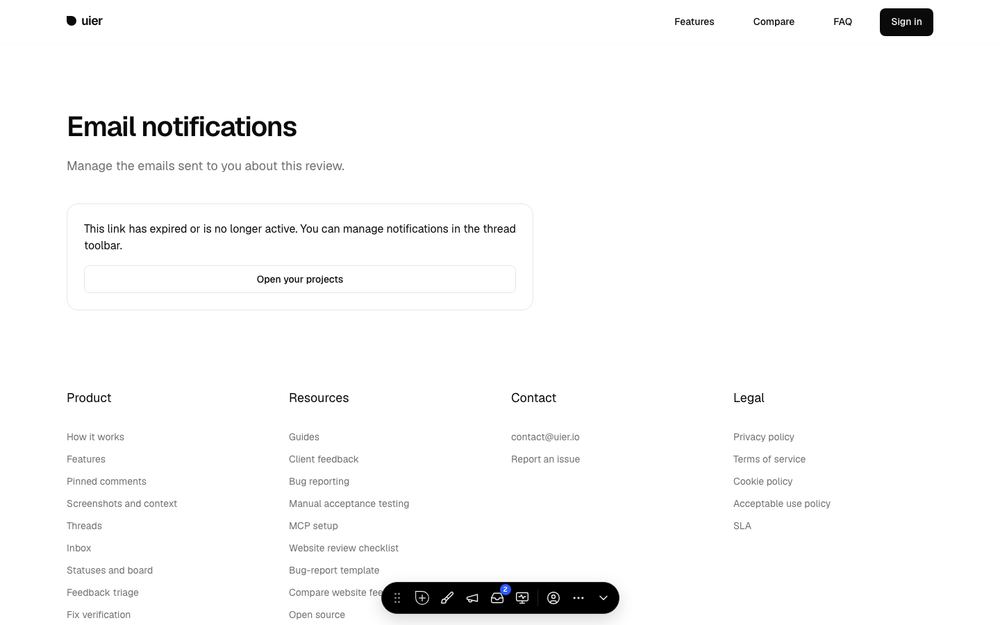 uier
Features
Compare
FAQ
Sign in
Email notifications
Manage the emails sent to you about this review.
This link has expired or is no longer active. You can manage notifications in the thread
toolbar.
Open your projects
Product
How it works
Features
Pinned comments
Screenshots and context
Threads
Inbox
Statuses and board
Feedback triage
Fix verification
Resources
Guides
Client feedback
Bug reporting
Manual acceptance testing
MCP setup
Website review checklist
Bug-report template
Compare website fee
Open source
Contact
contact@uier.io
Report an issue
Legal
Privacy policy
Terms of service
Cookie policy
Acceptable use policy
SLA
2